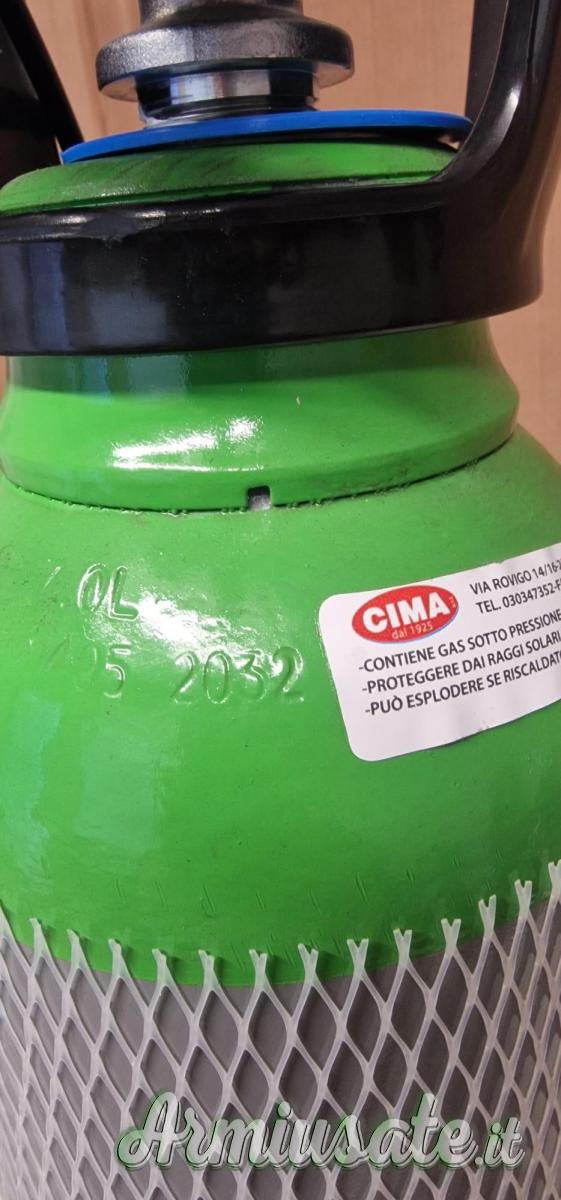 0L
2032
CIMA
dal 1925
VIA ROVIGO 14/16-
TEL. 030347352-F
-CONTIENE GAS SOTTO PRESSIONE
-PROTEGGERE DAI RAGGI SOLARI
-PUÒ ESPLODERE SE RISCALDATO
Armiusate.it